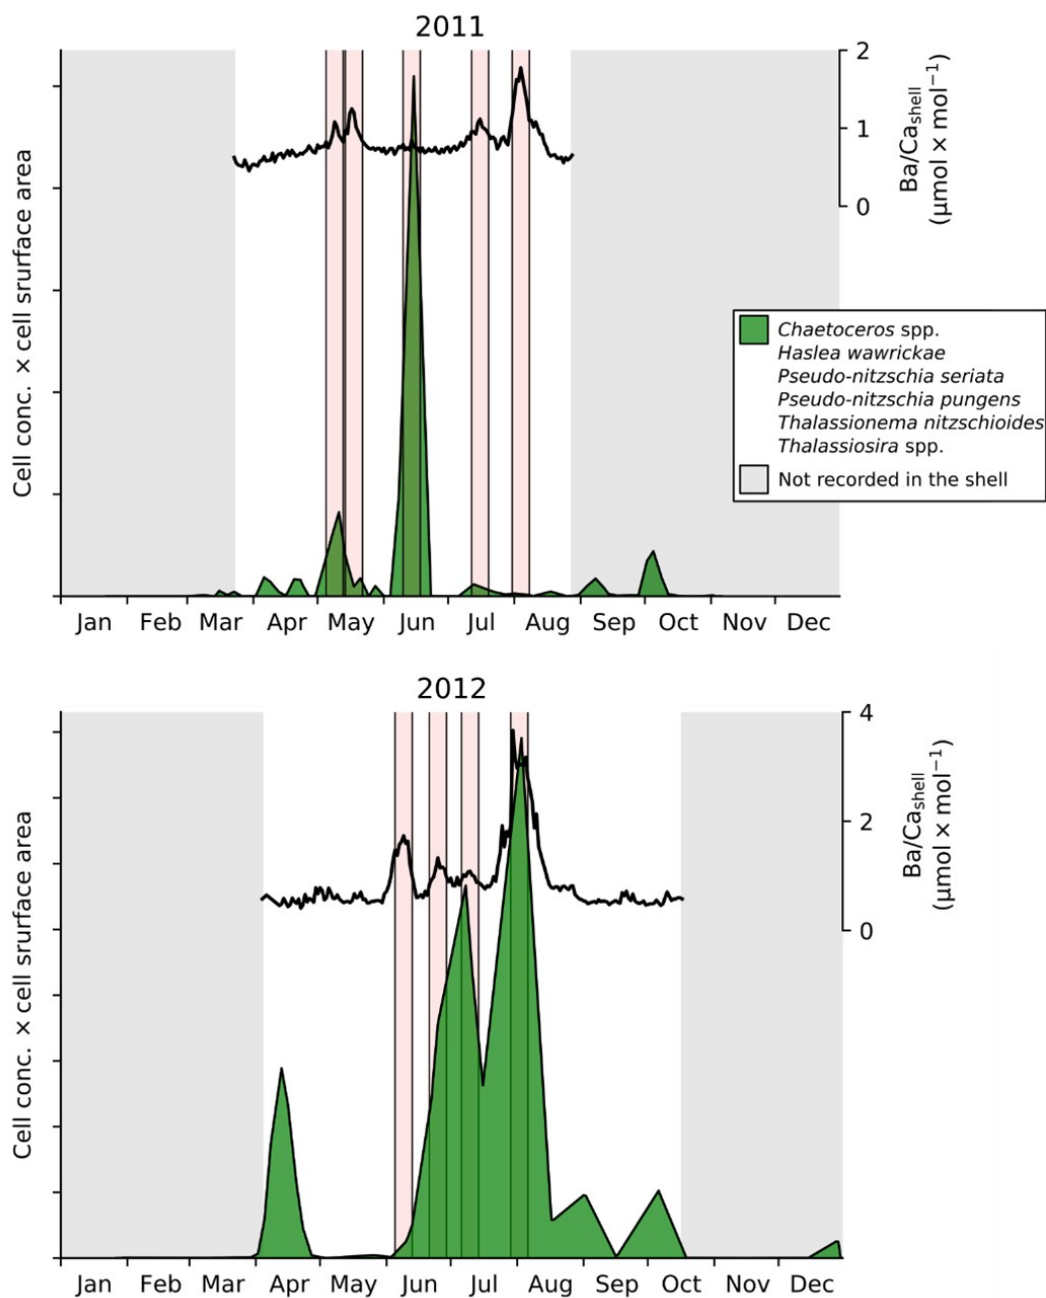 2011
Cell conc. × cell srurface area
2
1
0
Ba/Ca_shell
(μmol × mol⁻¹)
Chaetoceros spp.
Haslea wawrickae
Pseudo-nitzschia seriata
Pseudo-nitzschia pungens
Thalassionema nitzschioides
Thalassiosira spp.
Not recorded in the shell
Jan Feb Mar Apr May Jun Jul Aug Sep Oct Nov Dec
2012
Cell conc. × cell srurface area
4
2
0
Ba/Ca_shell
(μmol × mol⁻¹)
Jan Feb Mar Apr May Jun Jul Aug Sep Oct Nov Dec